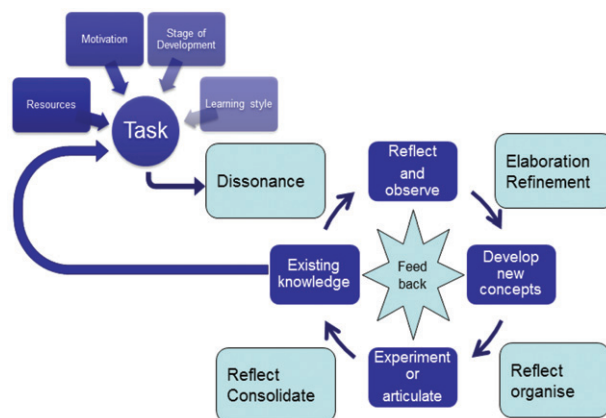 Motivation
Stage of
Development
Resources
Learning style
Task
Dissonance
Reflect
and
observe
Elaboration
Refinement
Existing
knowledge
Feed
back
Develop
new
concepts
Reflect
Consolidate
Experiment
or
articulate
Reflect
organise